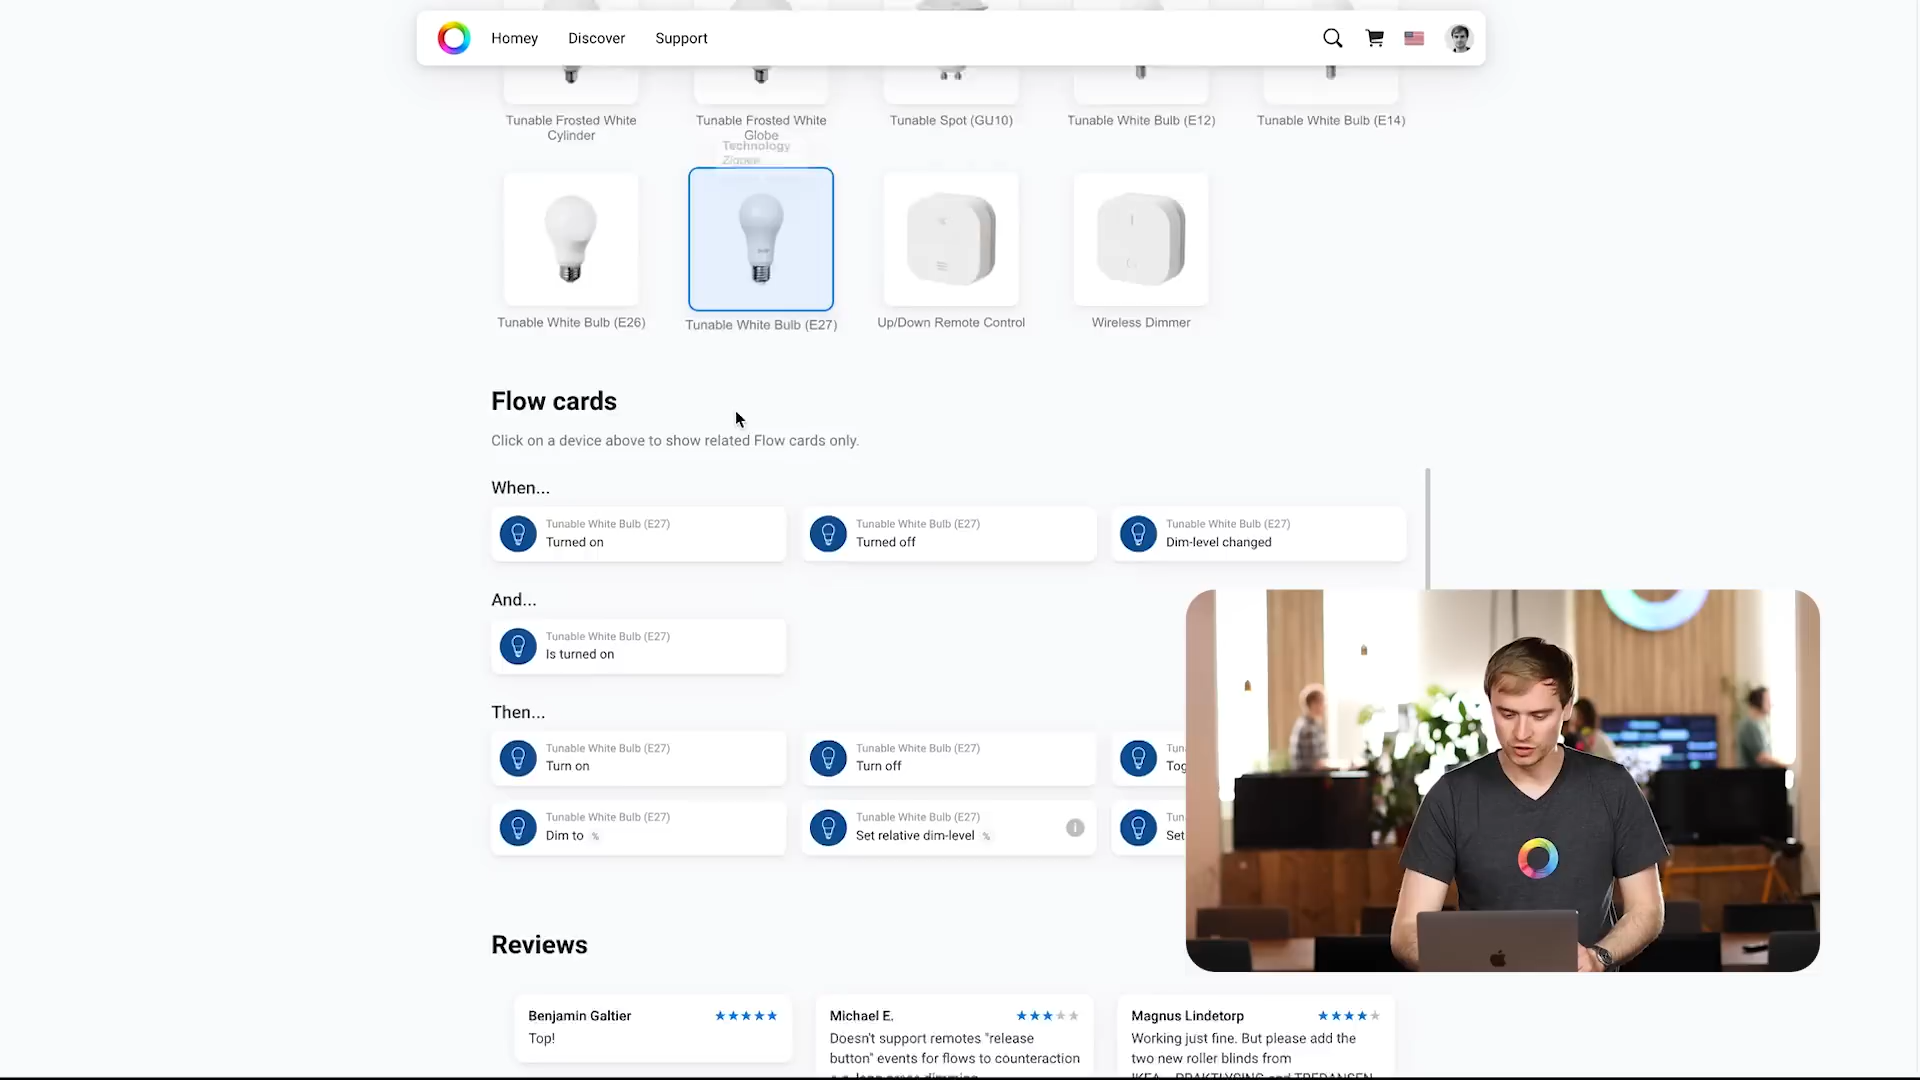 Homey Discover Support
Tunable Frosted White
Cylinder
Tunable Frosted White
Globe
Tunable Spot (GU10)
Tunable White Bulb (E12)
Tunable White Bulb (E14)
Technology
Zigbee
Tunable White Bulb (E26)
Tunable White Bulb (E27)
Up/Down Remote Control
Wireless Dimmer
Flow cards
Click on a device above to show related Flow cards only.
When...
Tunable White Bulb (E27)
Turned on
Tunable White Bulb (E27)
Turned off
Tunable White Bulb (E27)
Dim-level changed
And...
Tunable White Bulb (E27)
Is turned on
Then...
Tunable White Bulb (E27)
Turn on
Tunable White Bulb (E27)
Turn off
Tuna
Tog
Tunable White Bulb (E27)
Dim to %
Tunable White Bulb (E27)
Set relative dim-level %
Tuna
Set
Reviews
Benjamin Galtier
Top!
Michael E.
Doesn't support remotes "release
button" events for flows to counteraction
Magnus Lindetorp
Working just fine. But please add the
two new roller blinds from